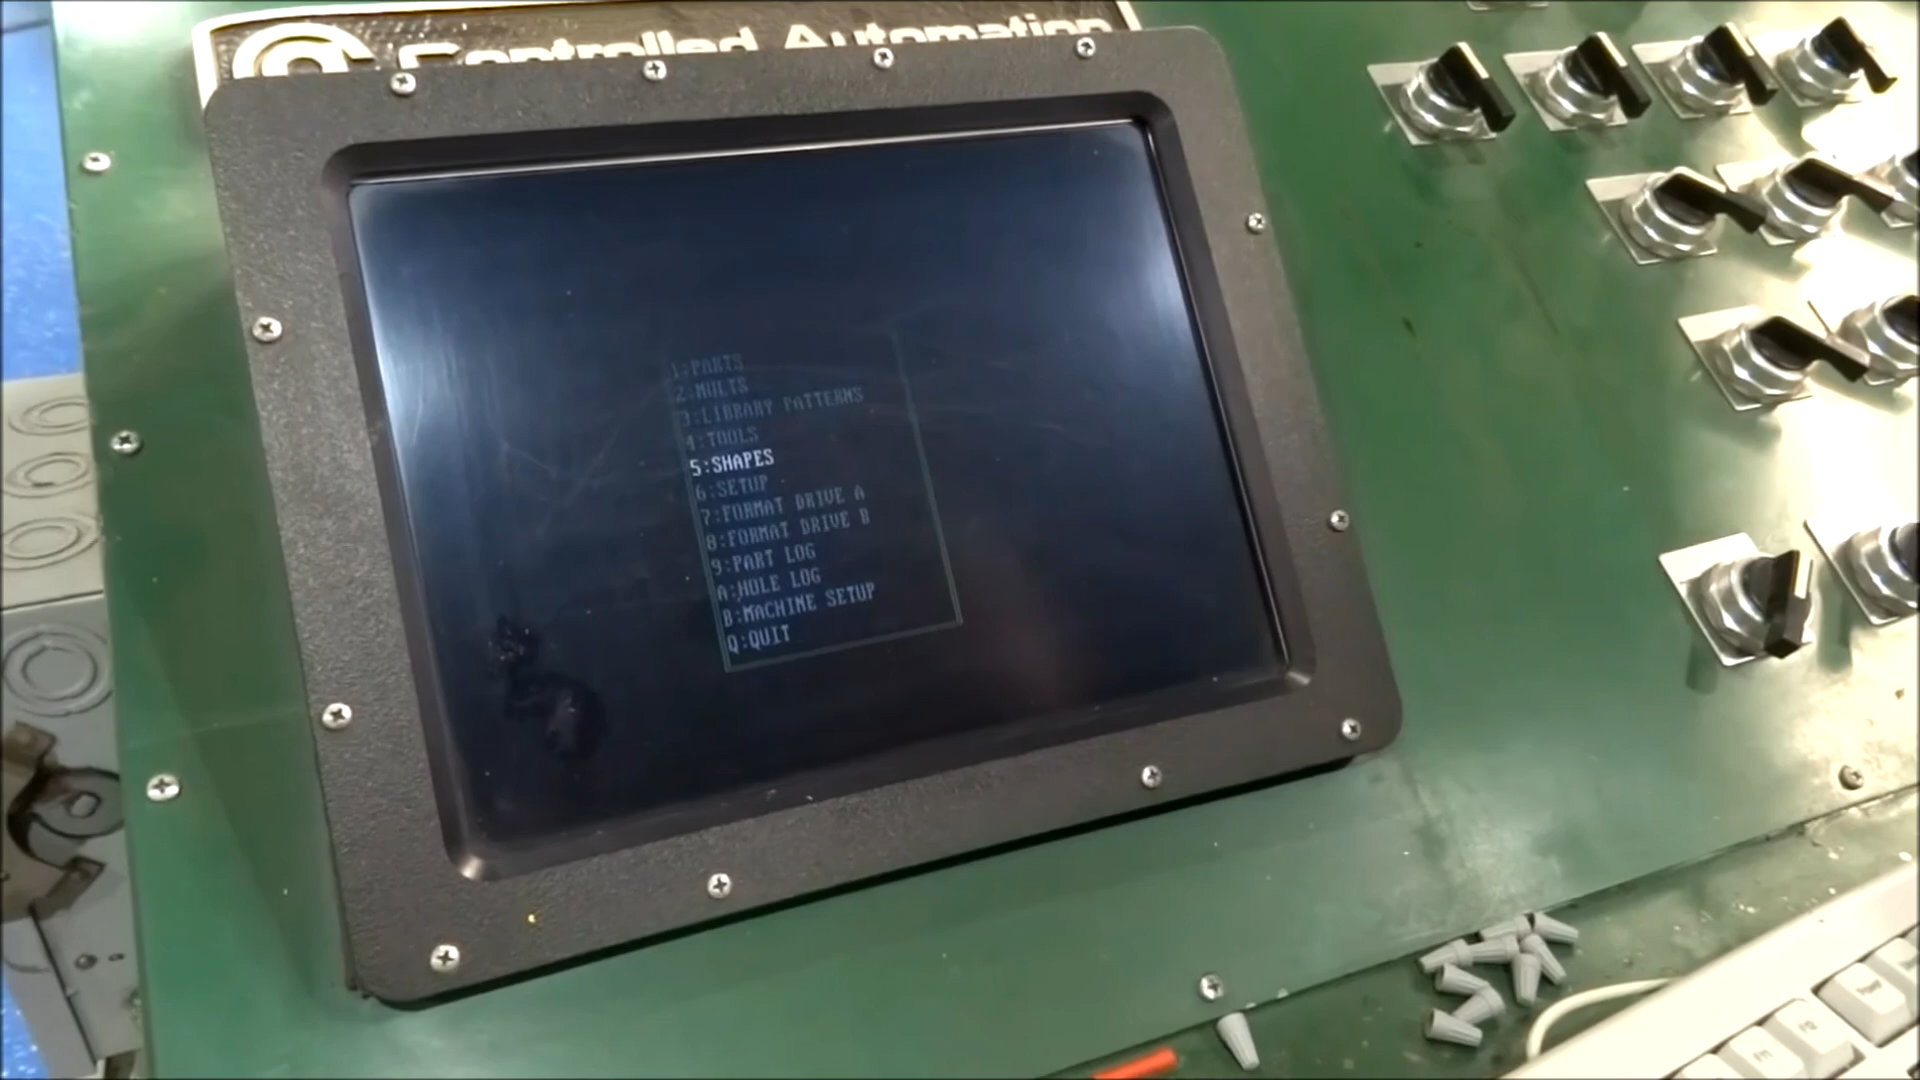 Controlled Automation
1:PARTS
2:MULTS
3:LIBRARY PATTERNS
4:TOOLS
5:SHAPES
6:SETUP
7:FORMAT DRIVE A
8:FORMAT DRIVE B
9:PART LOG
A:HOLE LOG
B:MACHINE SETUP
Q:QUIT